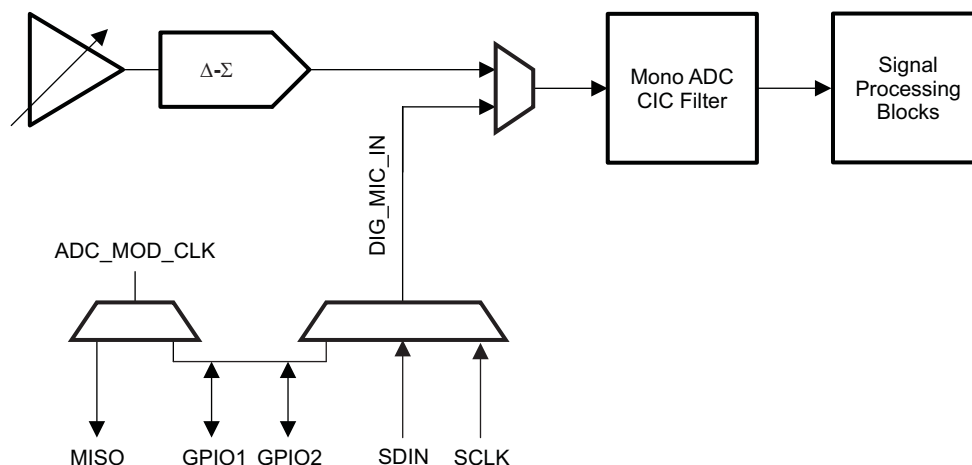 Δ-Σ
Mono ADC
CIC Filter
Signal
Processing
Blocks
DIG_MIC_IN
ADC_MOD_CLK
MISO
GPIO1
GPIO2
SDIN
SCLK